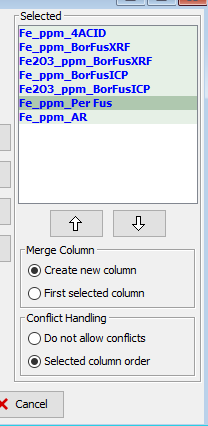 Selected
Fe_ppm_4ACID
Fe_ppm_BorFusXRF
Fe2O3_ppm_BorFusXRF
Fe_ppm_BorFusICP
Fe2O3_ppm_BorFusICP
Fe_ppm_Per Fus
Fe_ppm_AR
Merge Column
Create new column
First selected column
Conflict Handling
Do not allow conflicts
Selected column order
Cancel